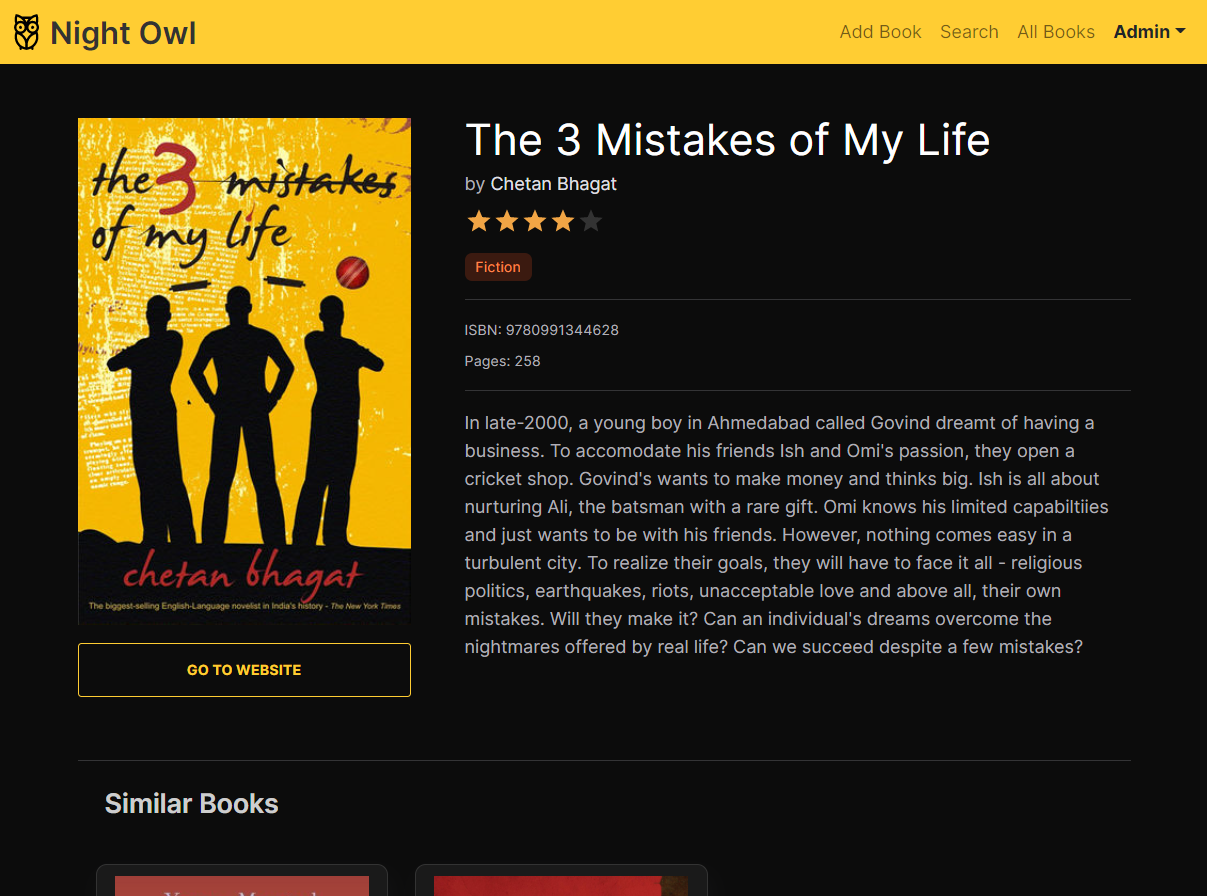 Night Owl
Add Book Search All Books Admin
the 3 mistakes
of my life
chetan bhagat
The biggest-selling English-Language novelist in India's history - The New York Times
GO TO WEBSITE
The 3 Mistakes of My Life
by Chetan Bhagat
Fiction
ISBN: 9780991344628
Pages: 258
In late-2000, a young boy in Ahmedabad called Govind dreamt of having a
business. To accomodate his friends Ish and Omi's passion, they open a
cricket shop. Govind's wants to make money and thinks big. Ish is all about
nurturing Ali, the batsman with a rare gift. Omi knows his limited capabiltiies
and just wants to be with his friends. However, nothing comes easy in a
turbulent city. To realize their goals, they will have to face it all - religious
politics, earthquakes, riots, unacceptable love and above all, their own
mistakes. Will they make it? Can an individual's dreams overcome the
nightmares offered by real life? Can we succeed despite a few mistakes?
Similar Books